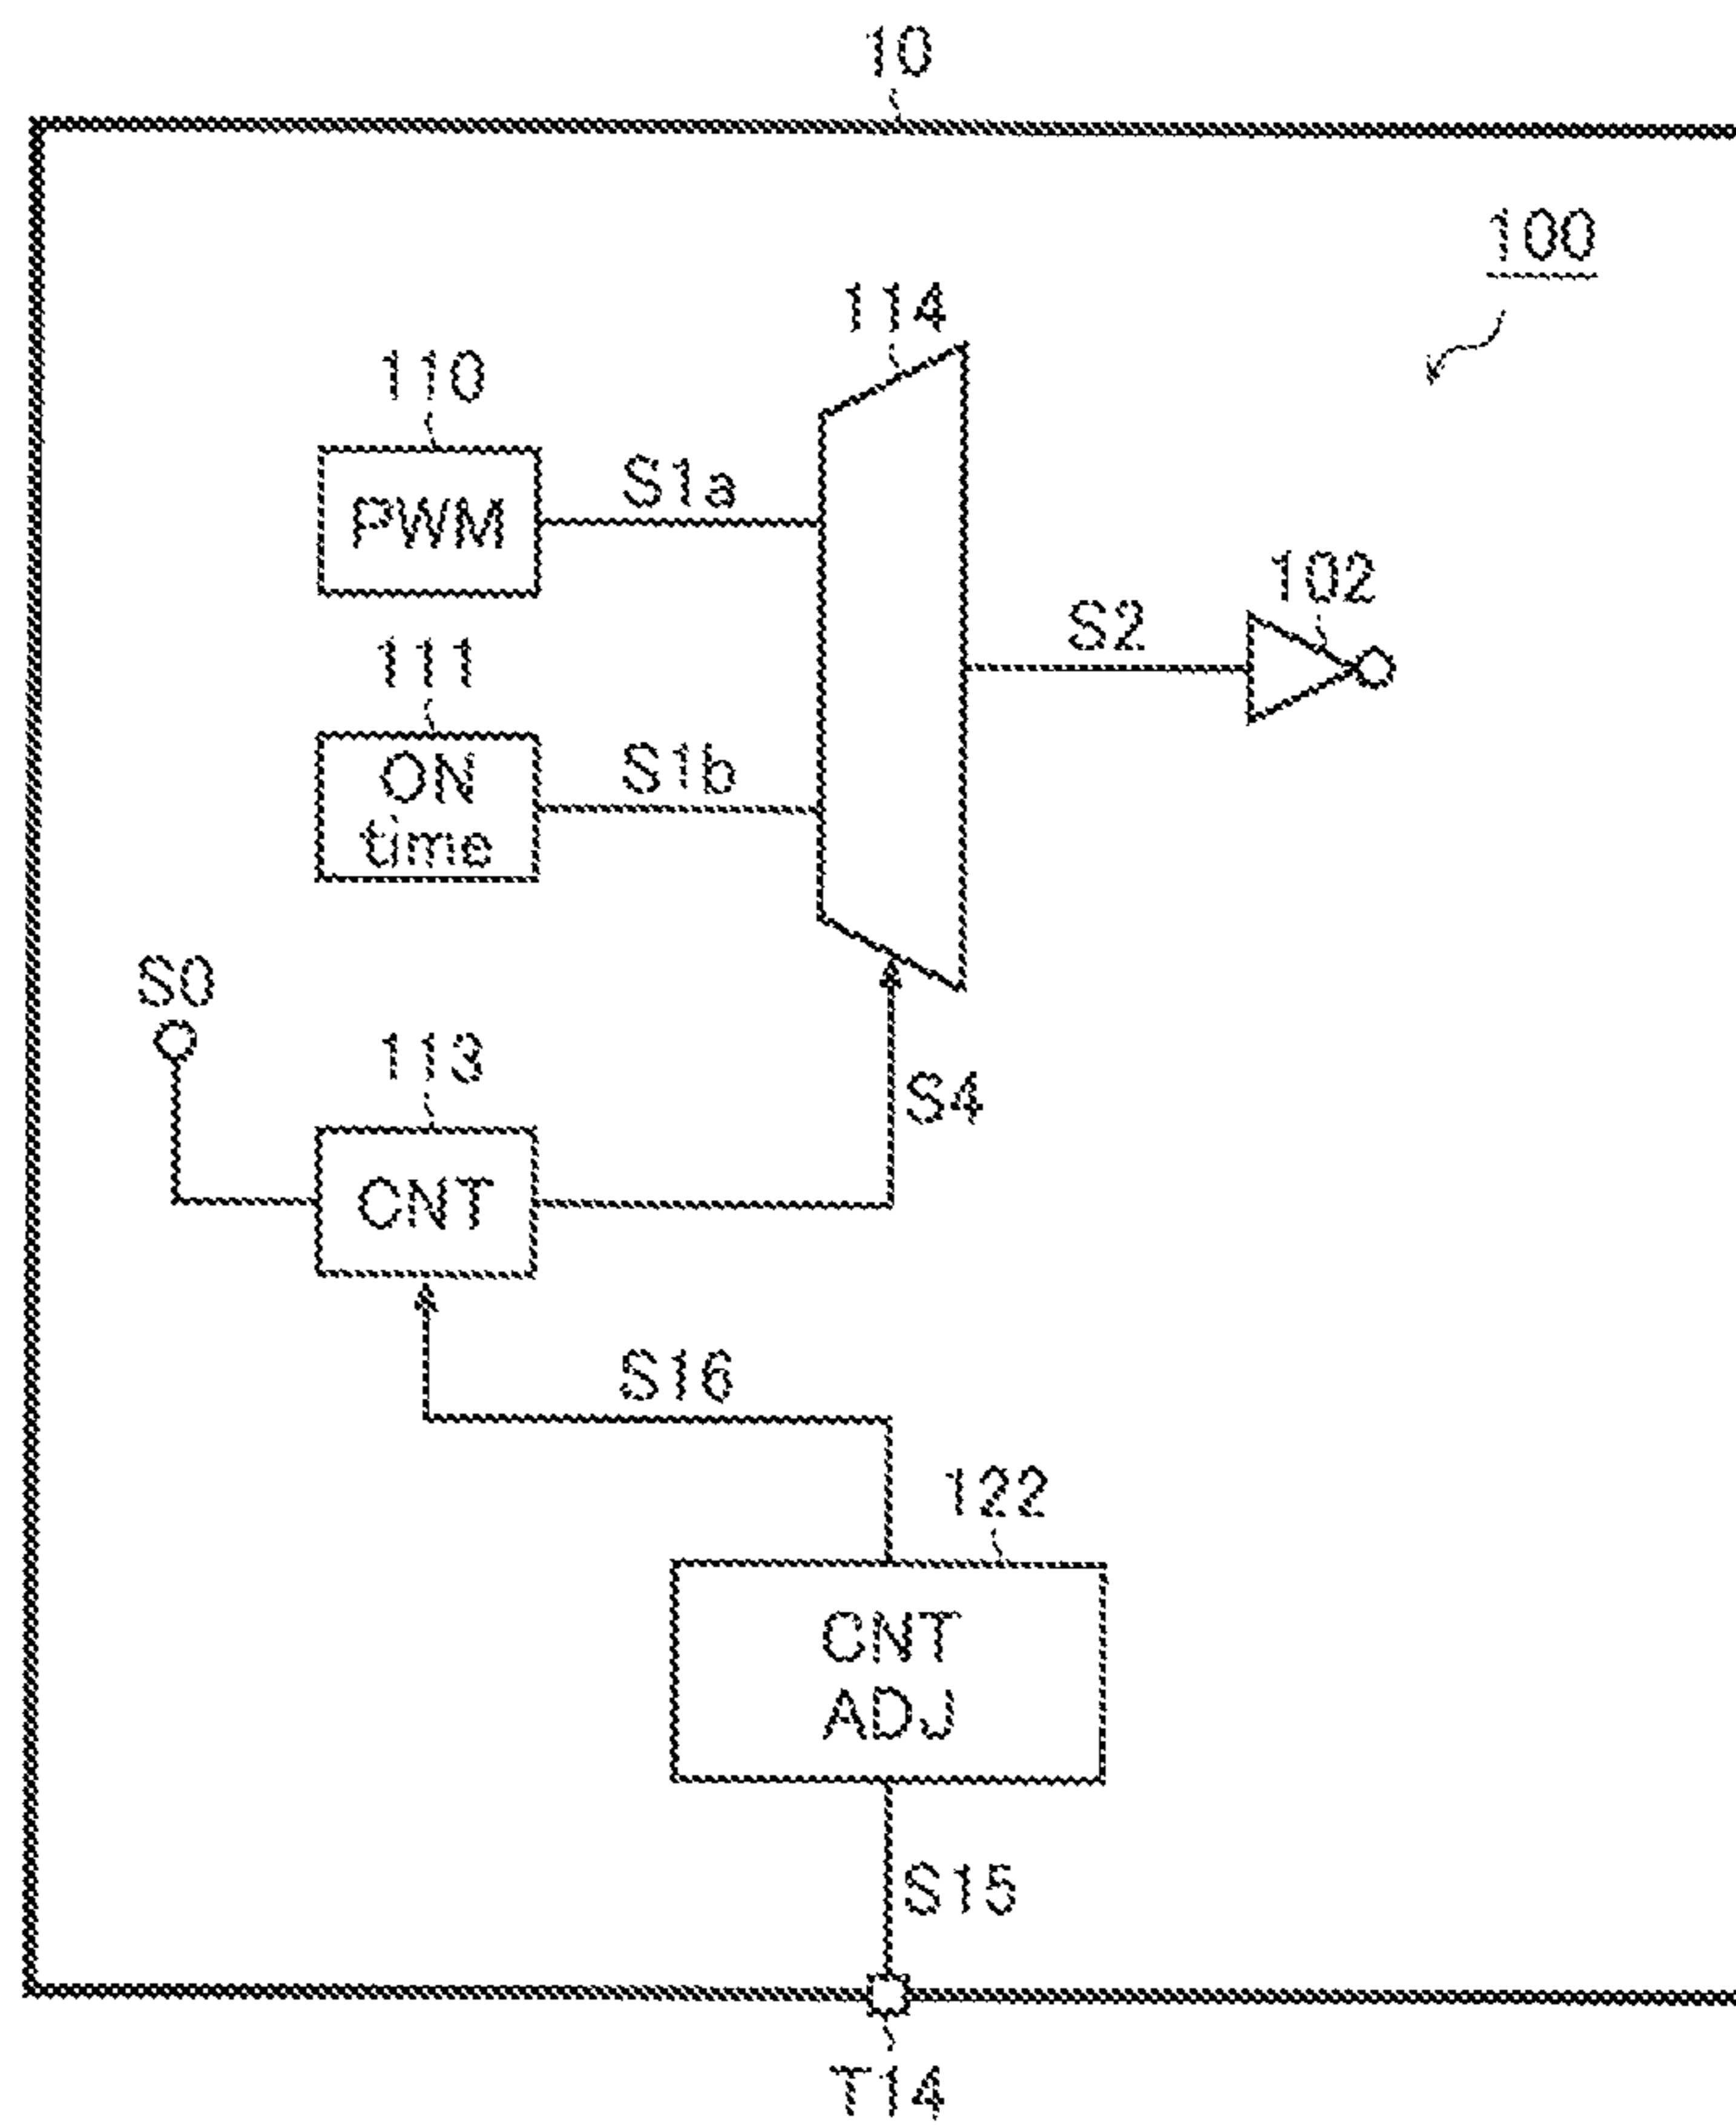 10
100
114
110
PWM
S1a
102
S2
111
ON
time
S1b
S0
113
CNT
S4
S16
122
CNT
ADJ
S15
T14